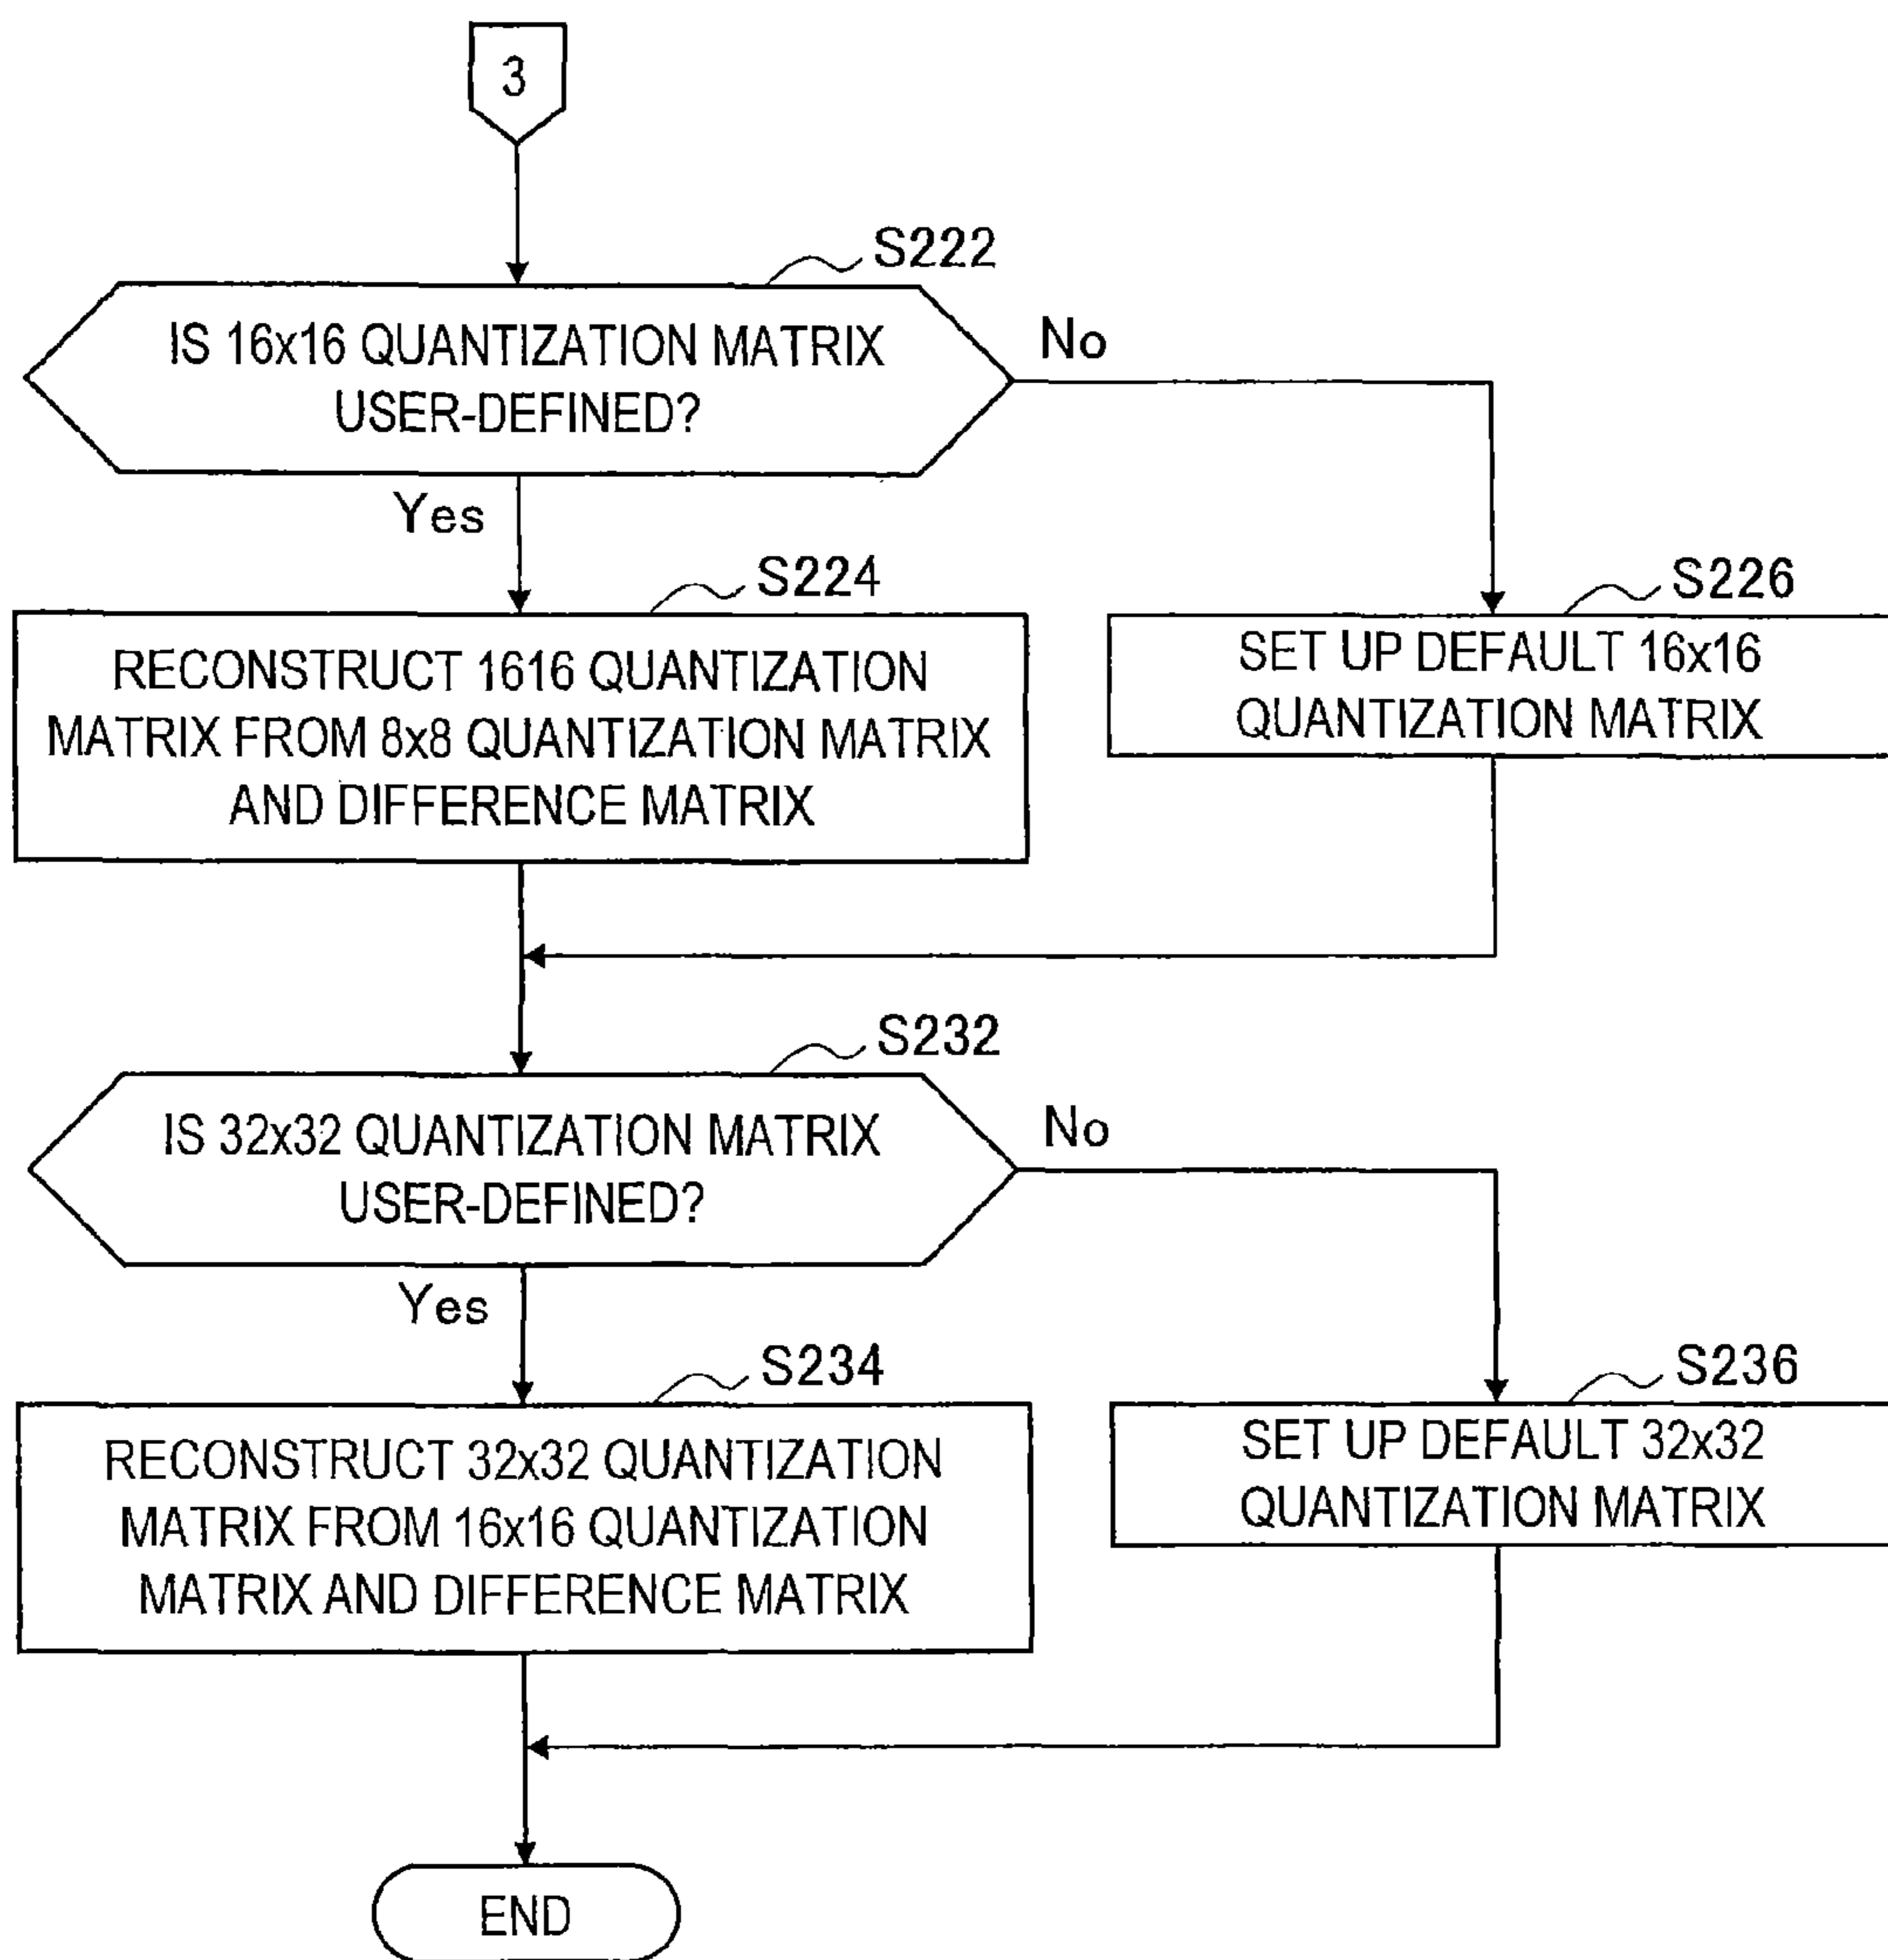 3
S222
IS 16x16 QUANTIZATION MATRIX
USER-DEFINED?
No
Yes
S224
RECONSTRUCT 1616 QUANTIZATION
MATRIX FROM 8x8 QUANTIZATION MATRIX
AND DIFFERENCE MATRIX
S226
SET UP DEFAULT 16x16
QUANTIZATION MATRIX
S232
IS 32x32 QUANTIZATION MATRIX
USER-DEFINED?
No
Yes
S234
RECONSTRUCT 32x32 QUANTIZATION
MATRIX FROM 16x16 QUANTIZATION
MATRIX AND DIFFERENCE MATRIX
S236
SET UP DEFAULT 32x32
QUANTIZATION MATRIX
END